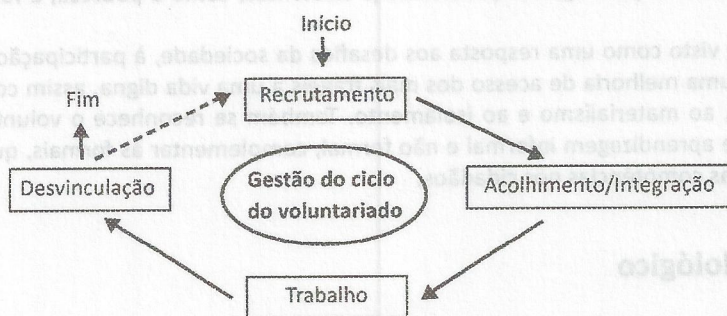 Início
Recrutamento
Fim
Desvinculação
Gestão do ciclo
do voluntariado
Acolhimento/Integração
Trabalho